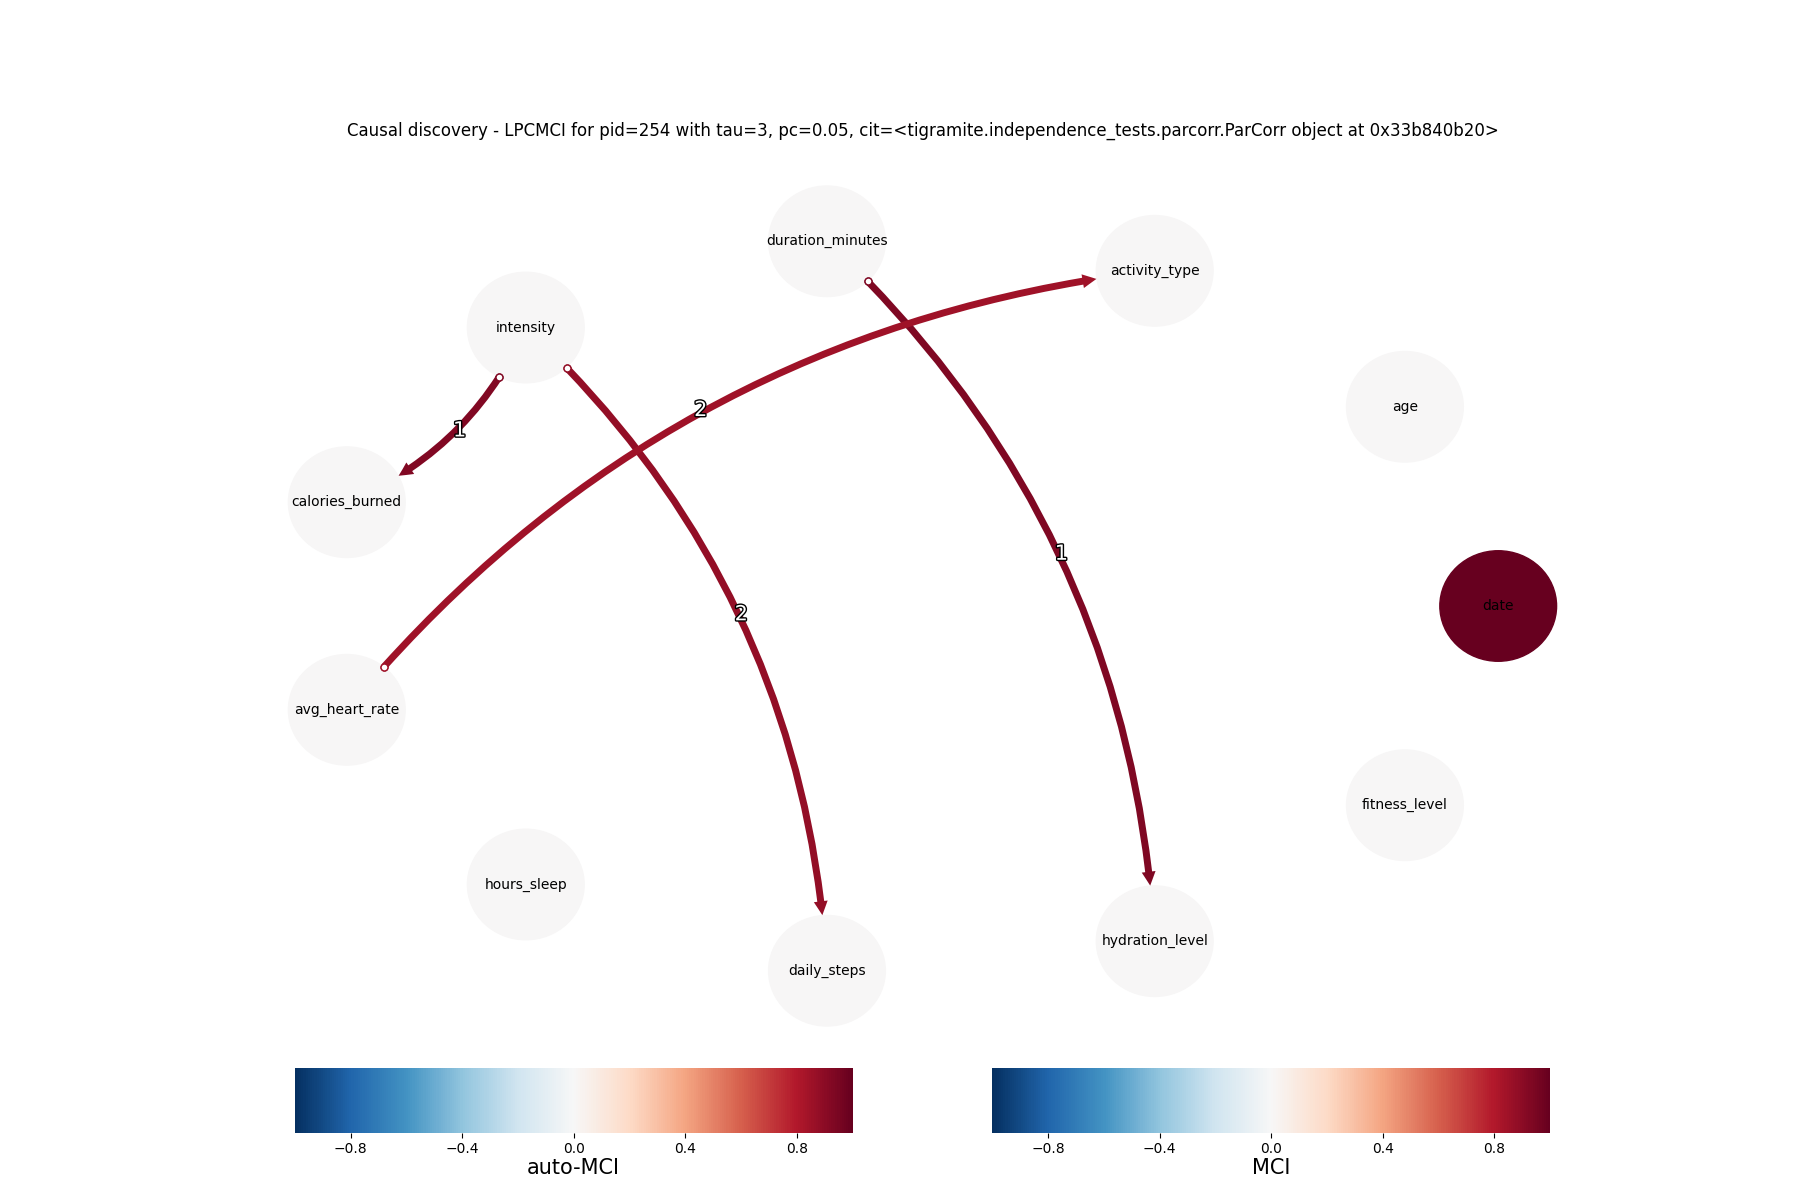 Causal discovery - LPCMCI for pid=254 with tau=3, pc=0.05, cit=<tigramite.independence_tests.parcorr.ParCorr object at 0x33b840b20>
duration_minutes
activity_type
intensity
age
2
1
calories_burned
1
date
2
avg_heart_rate
fitness_level
hours_sleep
hydration_level
daily_steps
−0.8 −0.4 0.0 0.4 0.8
auto-MCI
−0.8 −0.4 0.0 0.4 0.8
MCI